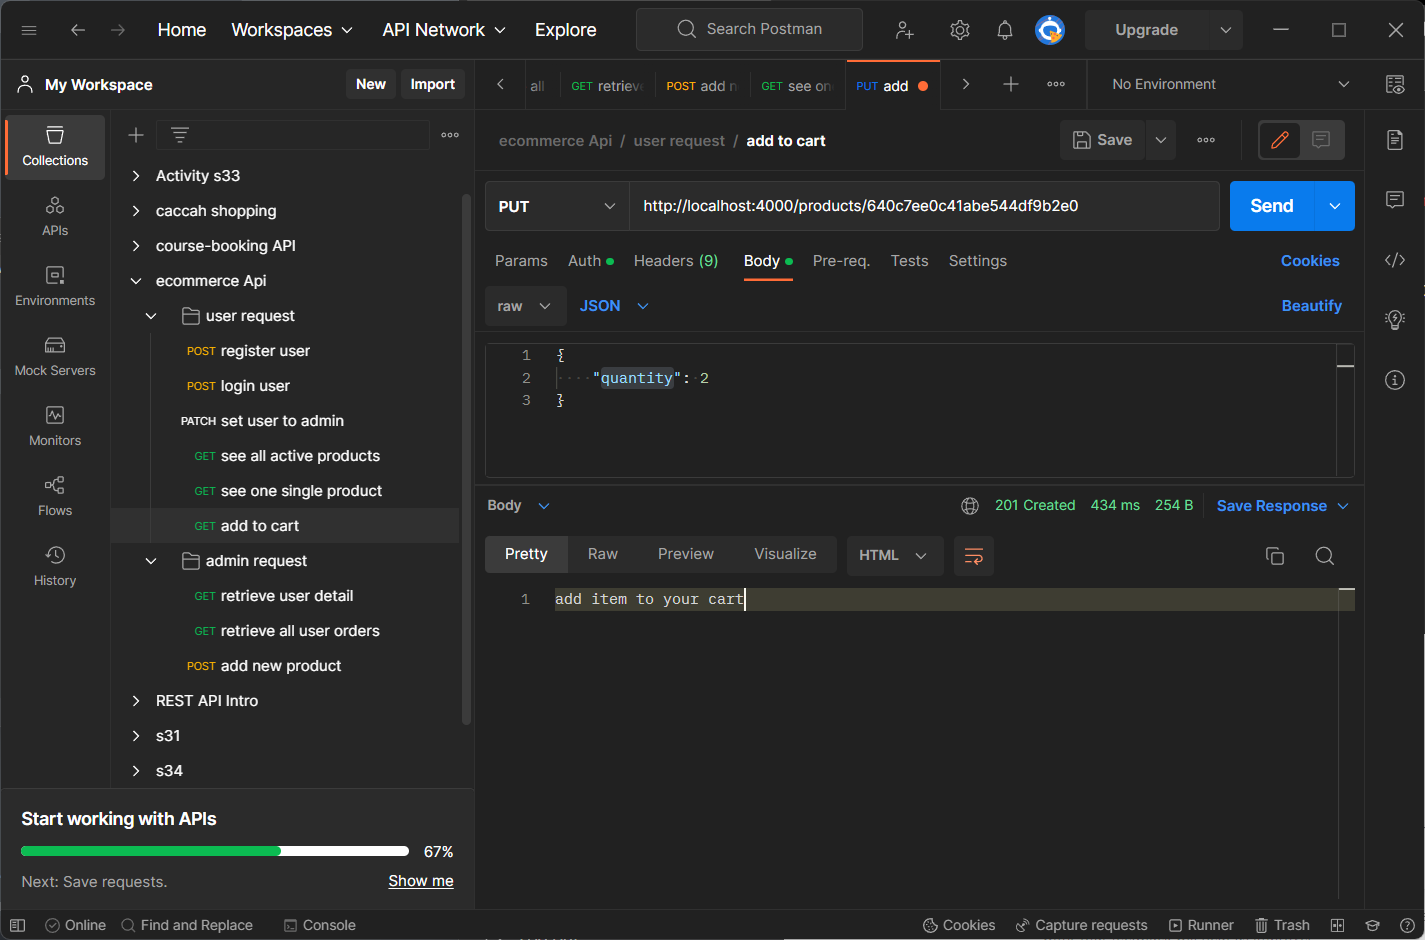 Home Workspaces API Network Explore Search Postman Upgrade
My Workspace New Import
all GET retrieve POST add n GET see on PUT add No Environment
Collections
APIs
Environments
Mock Servers
Monitors
Flows
History
Activity s33
caccah shopping
course-booking API
ecommerce Api
user request
POST register user
POST login user
PATCH set user to admin
GET see all active products
GET see one single product
GET add to cart
admin request
GET retrieve user detail
GET retrieve all user orders
POST add new product
REST API Intro
s31
s34
Start working with APIs
67%
Next: Save requests. Show me
ecommerce Api / user request / add to cart Save
PUT http://localhost:4000/products/640c7ee0c41abe544df9b2e0 Send
Params Auth Headers (9) Body Pre-req. Tests Settings Cookies
raw JSON Beautify
1 {
2 "quantity": 2
3 }
Body 201 Created 434 ms 254 B Save Response
Pretty Raw Preview Visualize HTML
1 add item to your cart
Online Find and Replace Console Cookies Capture requests Runner Trash